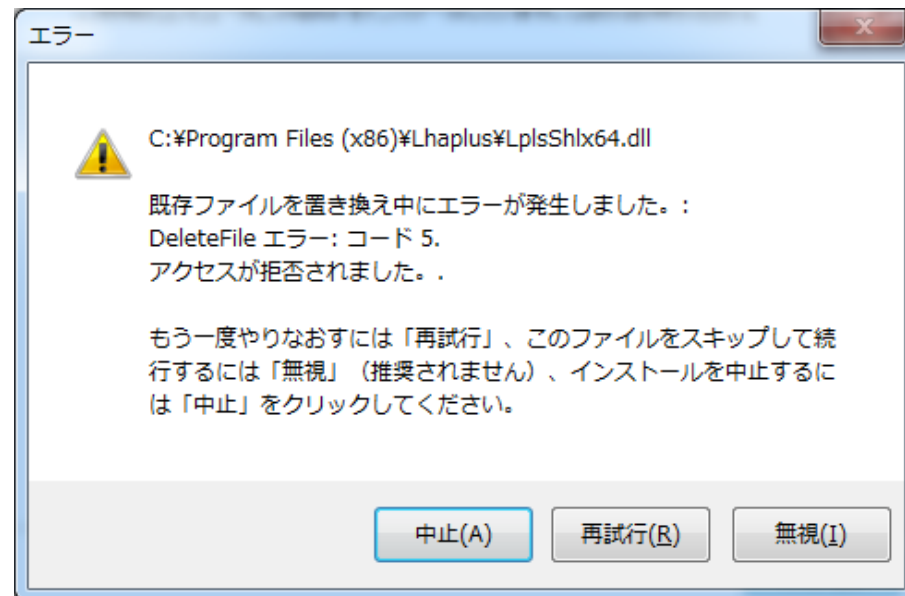 エラー
C:¥Program Files (x86)¥Lhaplus¥LplsShlx64.dll
既存ファイルを置き換え中にエラーが発生しました。:
DeleteFile エラー: コード 5.
アクセスが拒否されました。.
もう一度やりなおすには「再試行」、このファイルをスキップして続
行するには「無視」（推奨されません）、インストールを中止するに
は「中止」をクリックしてください。
中止(A)
再試行(R)
無視(I)